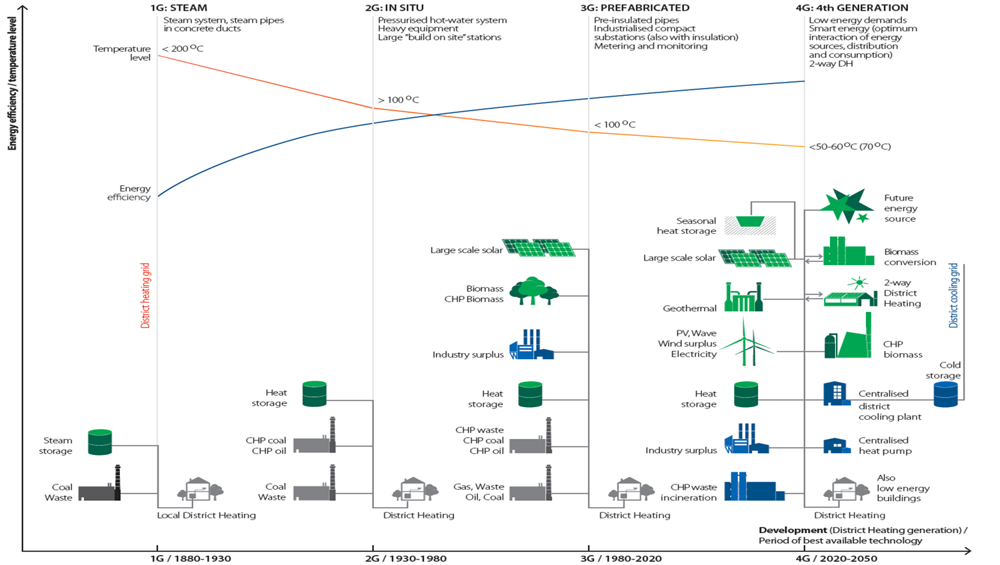 1G: STEAM
Steam system, steam pipes
in concrete ducts
2G: IN SITU
Pressurised hot-water system
Heavy equipment
Large "build on site" stations
3G: PREFABRICATED
Pre-insulated pipes
Industrialised compact
substations (also with insulation)
Metering and monitoring
4G: 4th GENERATION
Low energy demands
Smart energy (optimum
interaction of energy
sources, distribution
and consumption)
2-way DH
Energy efficiency / temperature level
Temperature
level
< 200 °C
> 100 °C
< 100 °C
<50-60 °C (70 °C)
Energy
efficiency
District heating grid
Steam
storage
Coal
Waste
Local District Heating
Heat
storage
CHP coal
CHP oil
Coal
Waste
District Heating
Large scale solar
Biomass
CHP Biomass
Industry surplus
Heat
storage
CHP waste
CHP coal
CHP oil
Gas, Waste
Oil, Coal
District Heating
Seasonal
heat storage
Large scale solar
Geothermal
PV, Wave
Wind surplus
Electricity
Heat
storage
Industry surplus
CHP waste
incineration
Future
energy
source
Biomass
conversion
2-way
District
Heating
CHP
biomass
Centralised
district
cooling plant
Centralised
heat pump
Also
low energy
buildings
District Heating
District cooling grid
Cold
storage
Development (District Heating generation) /
Period of best available technology
1G / 1880-1930
2G / 1930-1980
3G / 1980-2020
4G / 2020-2050